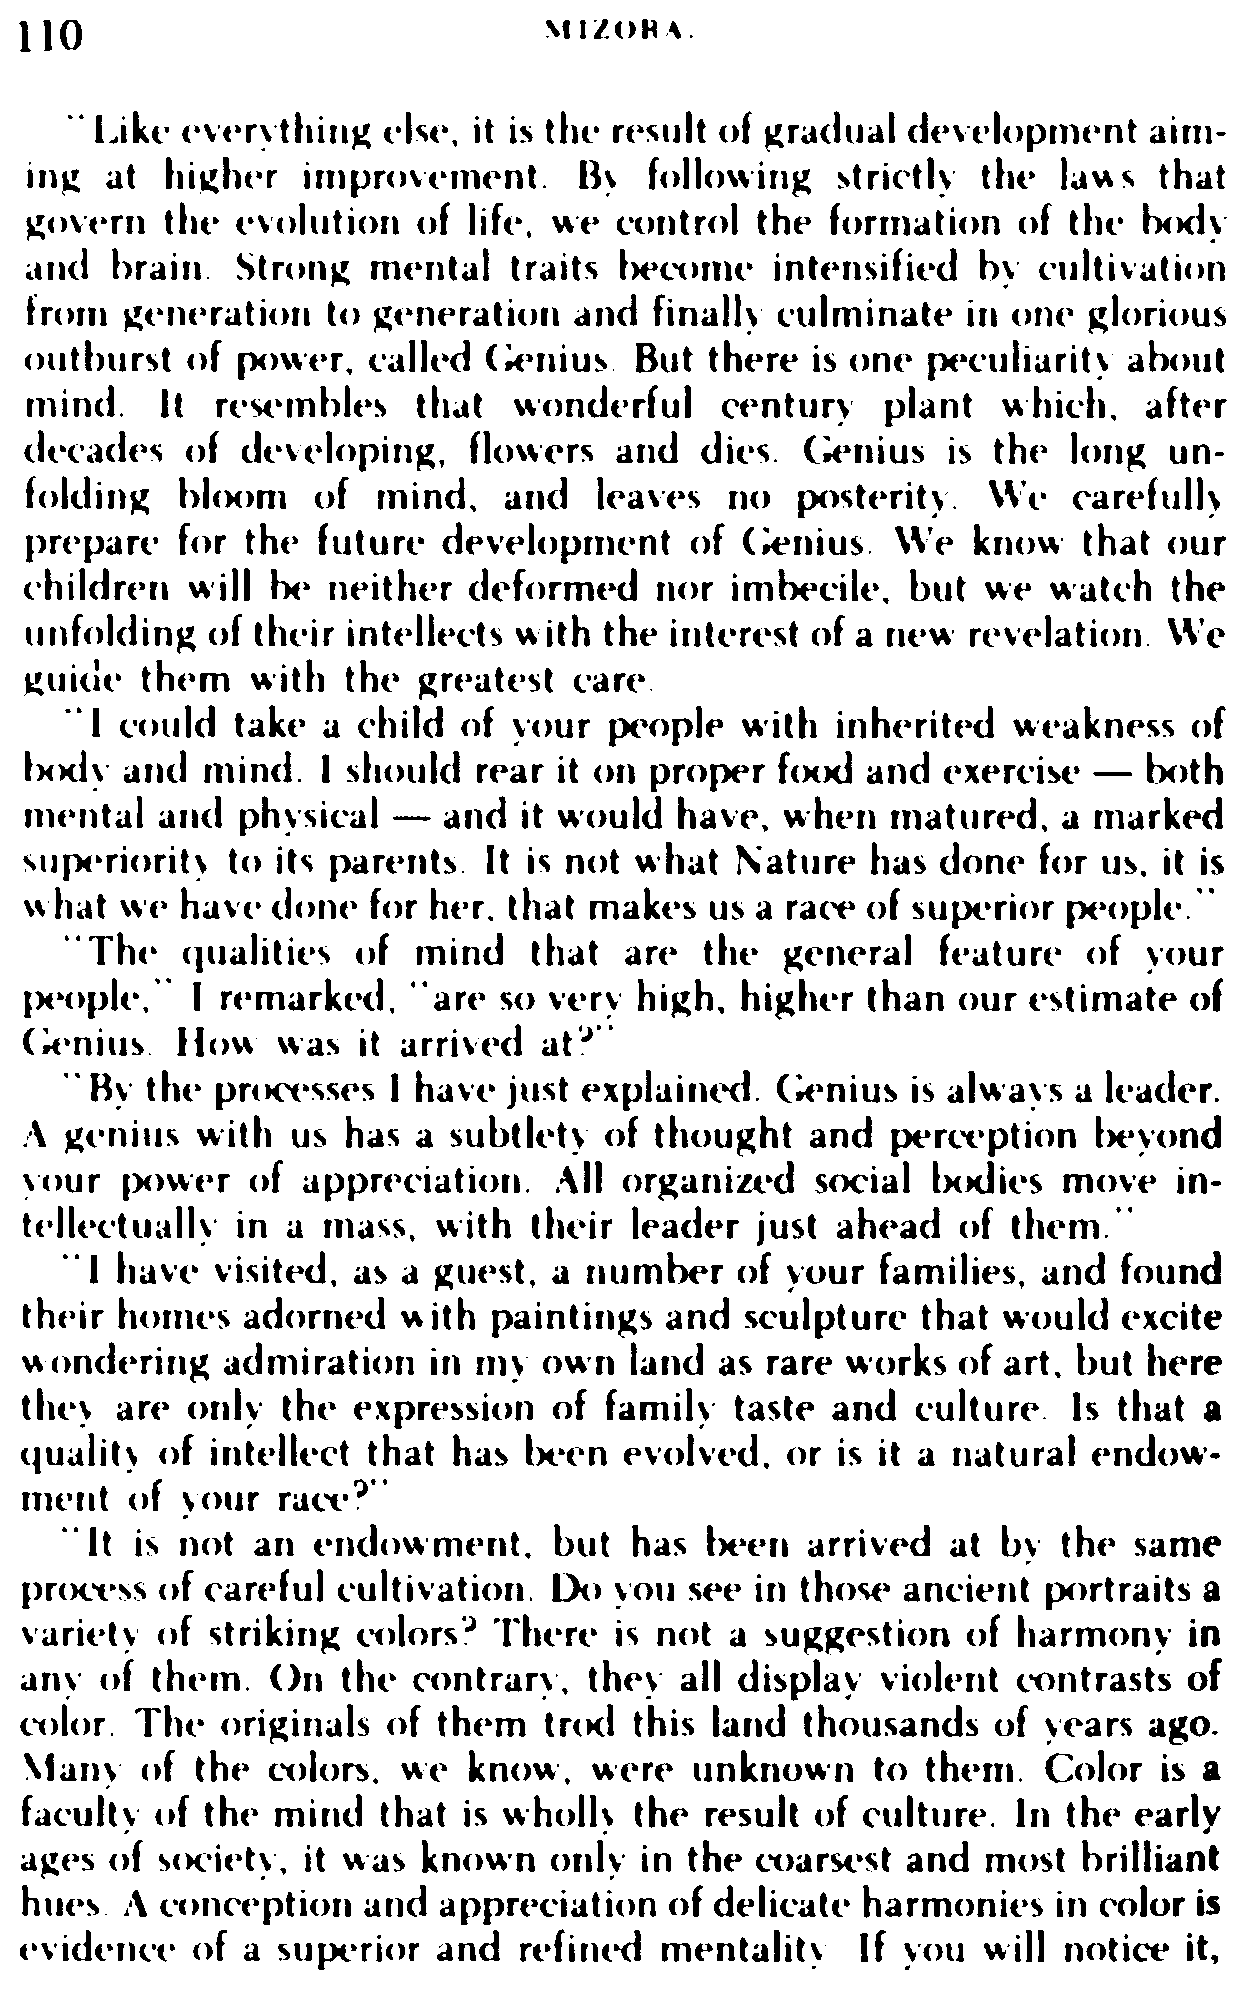 110 MIZORA.
"Like everything else, it is the result of gradual development aim-
ing at higher improvement. By following strictly the laws that
govern the evolution of life, we control the formation of the body
and brain. Strong mental traits become intensified by cultivation
from generation to generation and finally culminate in one glorious
outburst of power, called Genius. But there is one peculiarity about
mind. It resembles that wonderful century plant which, after
decades of developing, flowers and dies. Genius is the long un-
folding bloom of mind, and leaves no posterity. We carefully
prepare for the future development of Genius. We know that our
children will be neither deformed nor imbecile, but we watch the
unfolding of their intellects with the interest of a new revelation. We
guide them with the greatest care.
"I could take a child of your people with inherited weakness of
body and mind. I should rear it on proper food and exercise — both
mental and physical — and it would have, when matured, a marked
superiority to its parents. It is not what Nature has done for us, it is
what we have done for her, that makes us a race of superior people."
"The qualities of mind that are the general feature of your
people," I remarked, "are so very high, higher than our estimate of
Genius. How was it arrived at?"
"By the processes I have just explained. Genius is always a leader.
A genius with us has a subtlety of thought and perception beyond
your power of appreciation. All organized social bodies move in-
tellectually in a mass, with their leader just ahead of them."
"I have visited, as a guest, a number of your families, and found
their homes adorned with paintings and sculpture that would excite
wondering admiration in my own land as rare works of art, but here
they are only the expression of family taste and culture. Is that a
quality of intellect that has been evolved, or is it a natural endow-
ment of your race?"
"It is not an endowment, but has been arrived at by the same
process of careful cultivation. Do you see in those ancient portraits a
variety of striking colors? There is not a suggestion of harmony in
any of them. On the contrary, they all display violent contrasts of
color. The originals of them trod this land thousands of years ago.
Many of the colors, we know, were unknown to them. Color is a
faculty of the mind that is wholly the result of culture. In the early
ages of society, it was known only in the coarsest and most brilliant
hues. A conception and appreciation of delicate harmonies in color is
evidence of a superior and refined mentality. If you will notice it,